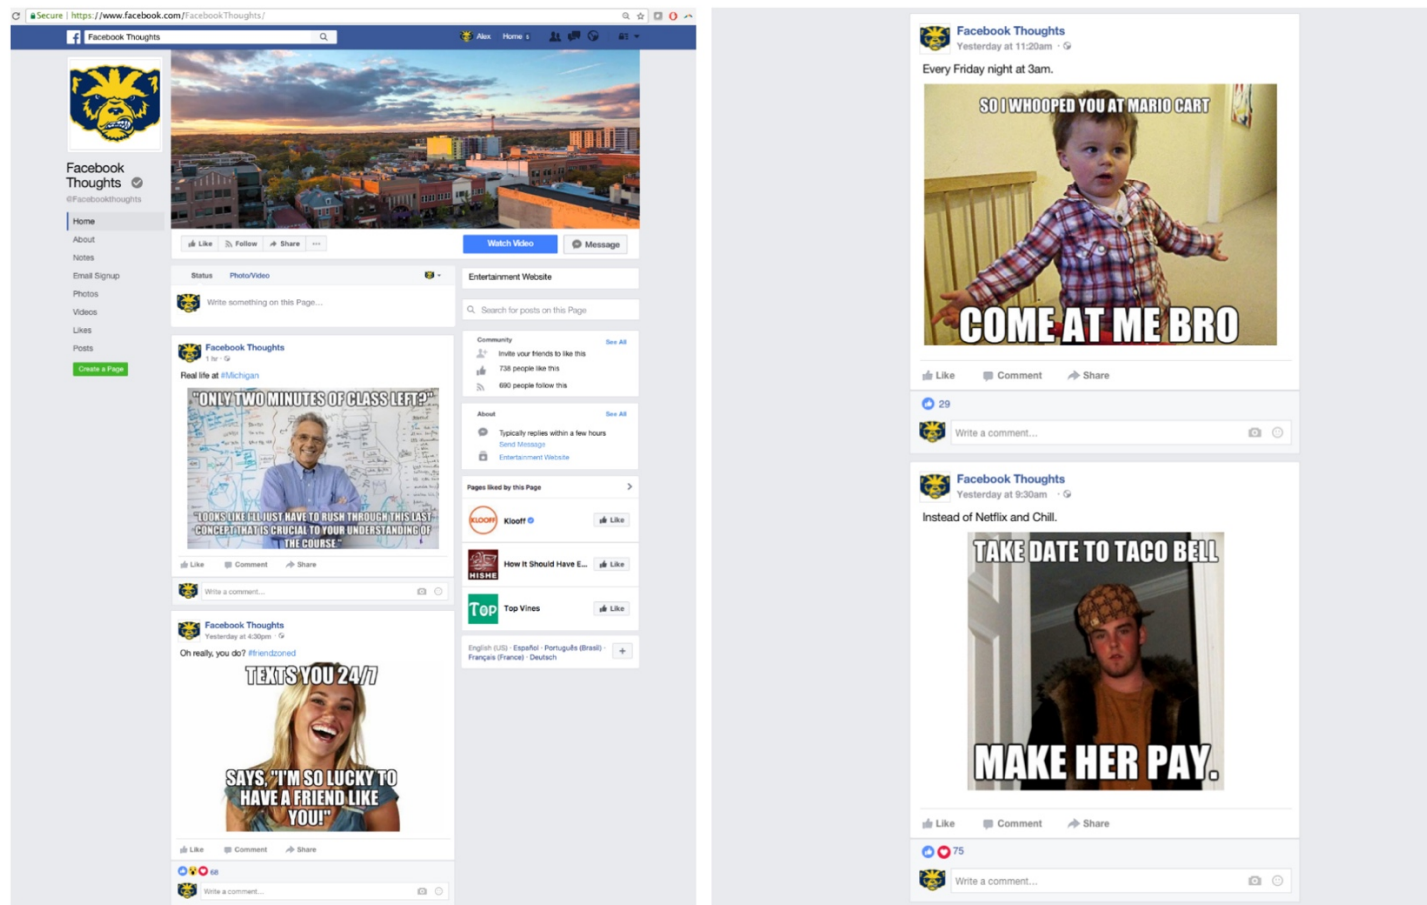 Secure | https://www.facebook.com/FacebookThoughts/
Facebook Thoughts
Alex Home
Facebook
Thoughts
@Facebookthoughts
Home
About
Notes
Email Signup
Photos
Videos
Likes
Posts
Create a Page
Like Follow Share ...
Watch Video
Message
Status Photo/Video
Write something on this Page...
Facebook Thoughts
1 hr
Real life at #Michigan
"ONLY TWO MINUTES OF CLASS LEFT?"
"LOOKS LIKE I'LL JUST HAVE TO RUSH THROUGH THIS LAST
CONCEPT THAT IS CRUCIAL TO YOUR UNDERSTANDING OF
THE COURSE."
Like Comment Share
Write a comment...
Facebook Thoughts
Yesterday at 4:30pm
Oh really, you do? #friendzoned
TEXTS YOU 24/7
SAYS, "I'M SO LUCKY TO
HAVE A FRIEND LIKE
YOU!"
Like Comment Share
68
Write a comment...
Entertainment Website
Search for posts on this Page
Community See All
Invite your friends to like this
738 people like this
690 people follow this
About See All
Typically replies within a few hours
Send Message
Entertainment Website
Pages liked by this Page
KLOOFF
Klooff Like
HISHE
How It Should Have E... Like
Top
Top Vines Like
English (US) · Español · Português (Brasil) ·
Français (France) · Deutsch
Facebook Thoughts
Yesterday at 11:20am
Every Friday night at 3am.
SO I WHOOPED YOU AT MARIO CART
COME AT ME BRO
Like Comment Share
29
Write a comment...
Facebook Thoughts
Yesterday at 9:30am
Instead of Netflix and Chill.
TAKE DATE TO TACO BELL
MAKE HER PAY.
Like Comment Share
75
Write a comment...